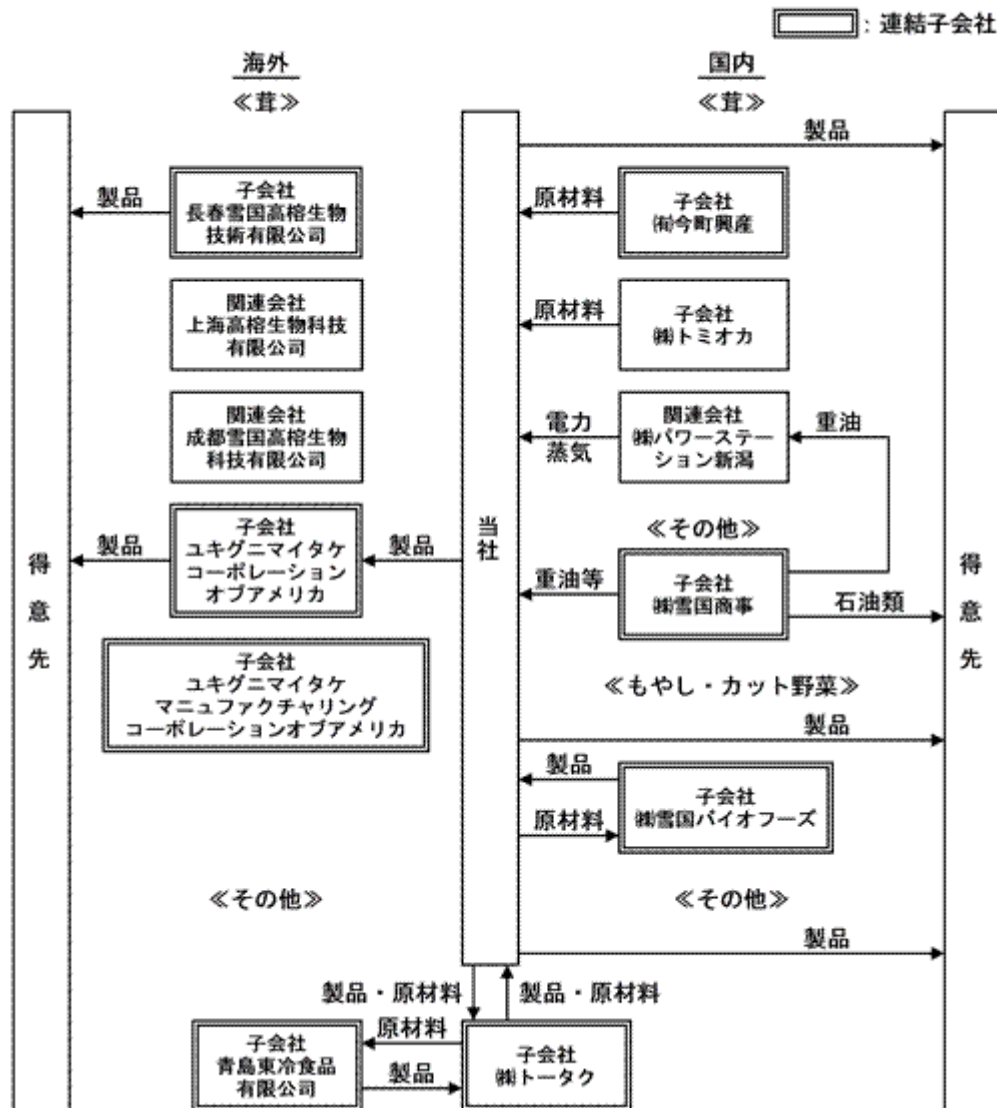 ：連結子会社
海外
≪茸≫
国内
≪茸≫
得意先
当社
得意先
製品
子会社
長春雪国高榕生物
技術有限公司
関連会社
上海高榕生物科技
有限公司
関連会社
成都雪国高榕生物
科技有限公司
製品
子会社
ユキグニマイタケ
コーポレーション
オブアメリカ
製品
子会社
ユキグニマイタケ
マニュファクチャリング
コーポレーションオブアメリカ
≪その他≫
製品
原材料
子会社
㈲今町興産
原材料
子会社
㈱トミオカ
電力
蒸気
関連会社
㈱パワーステー
ション新潟
重油
≪その他≫
重油等
子会社
㈱雪国商事
石油類
≪もやし・カット野菜≫
製品
製品
原材料
子会社
㈱雪国バイオフーズ
≪その他≫
製品
製品・原材料
製品・原材料
子会社
青島東冷食品
有限公司
原材料
製品
子会社
㈱トータク